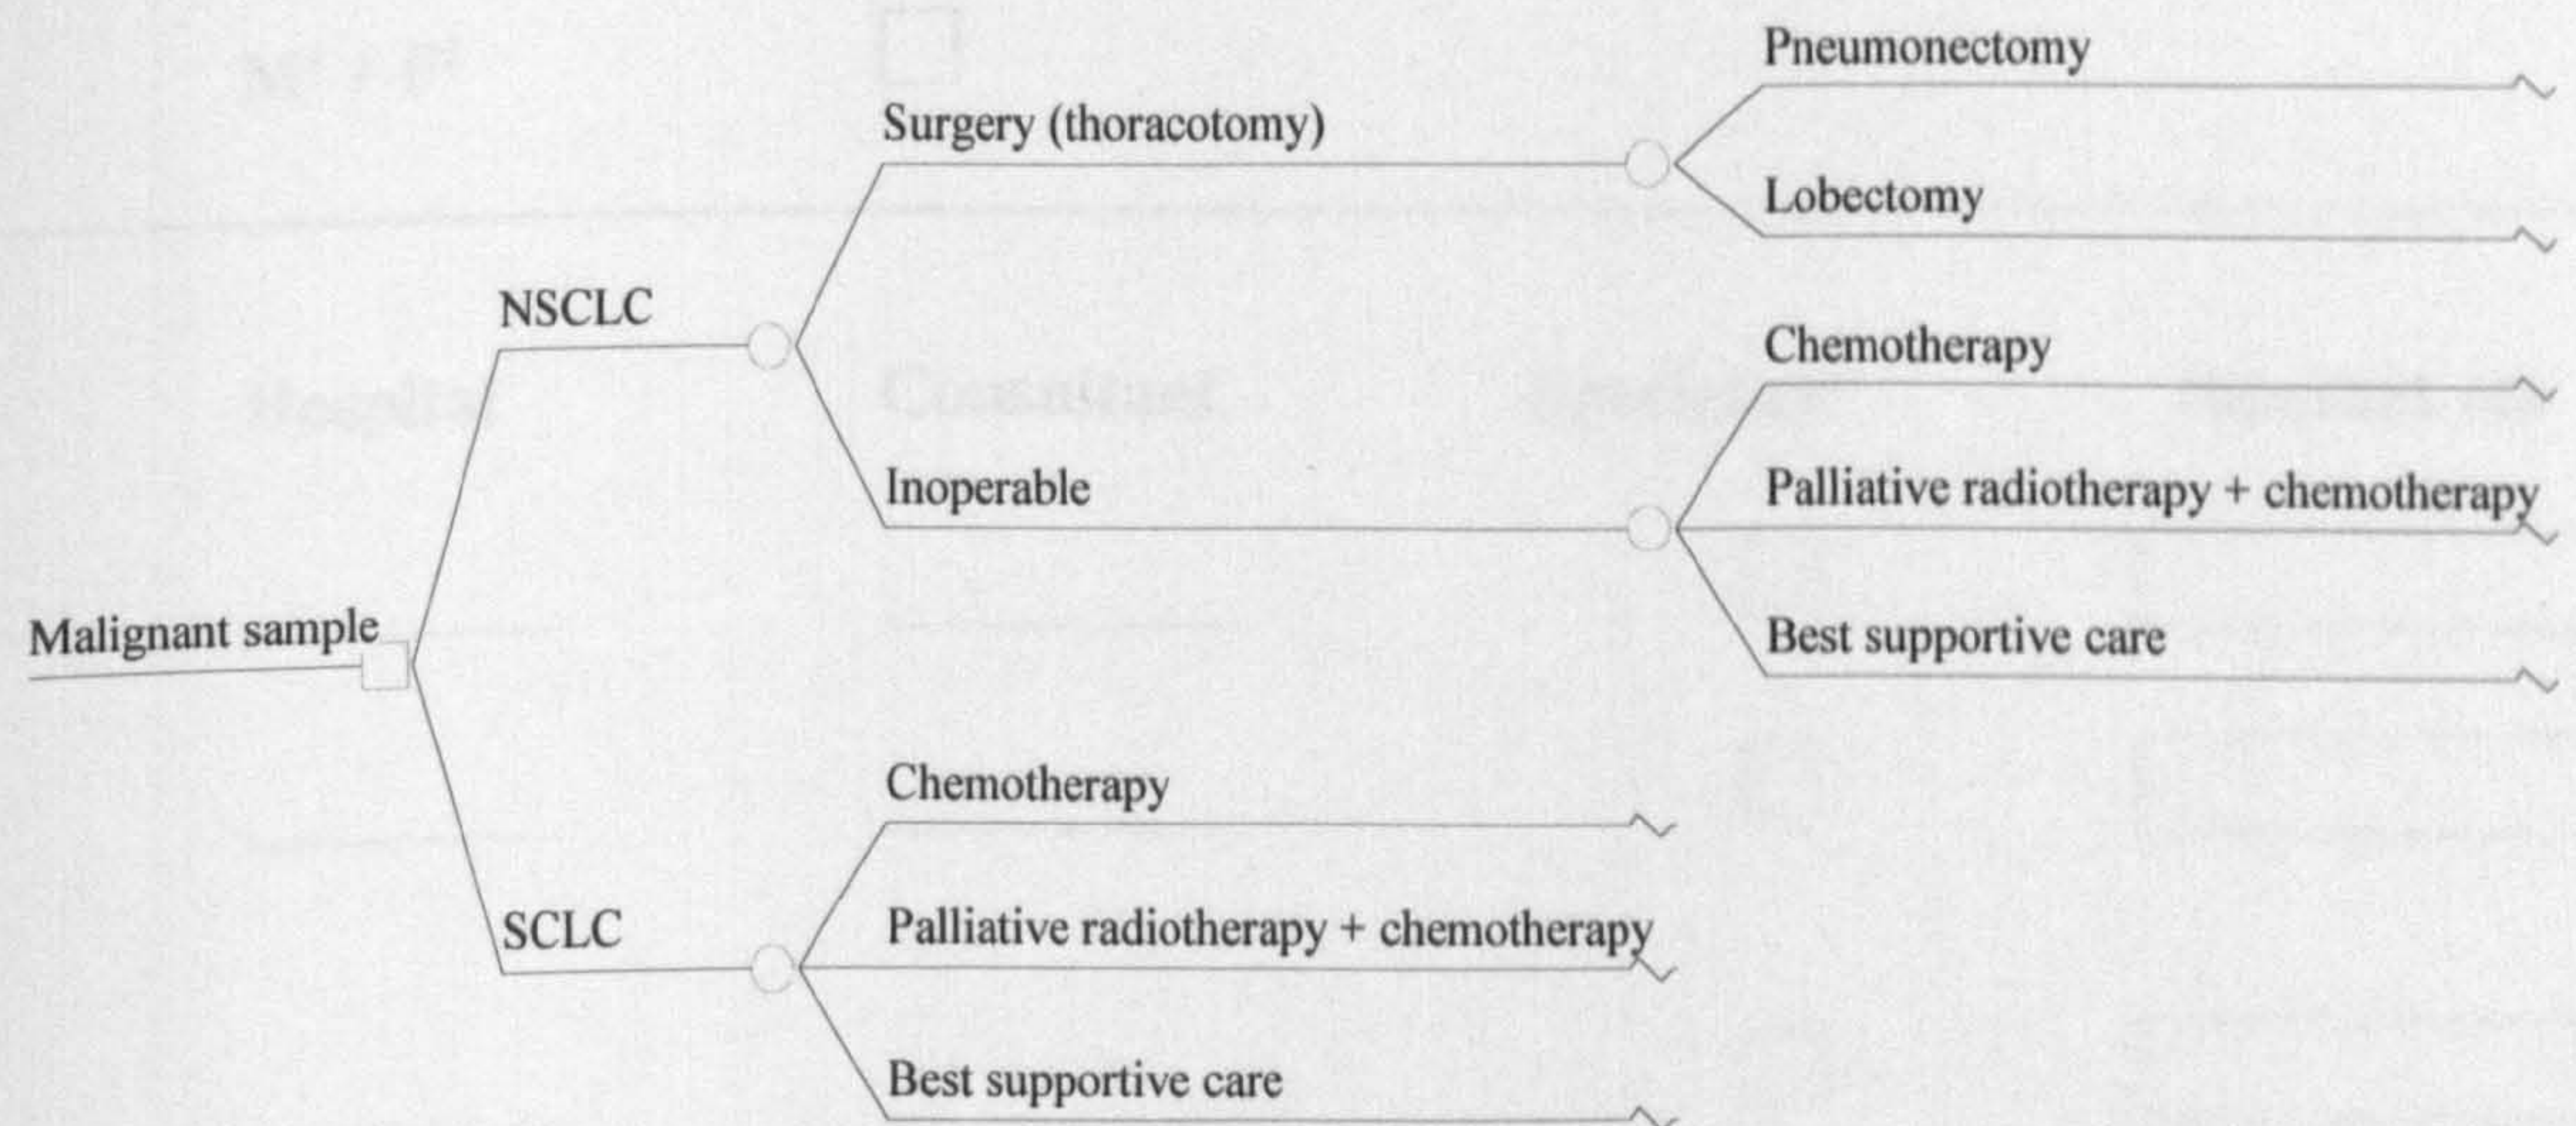 Pneumonectomy
Surgery (thoracotomy)
Lobectomy
NSCLC
Chemotherapy
Inoperable
Palliative radiotherapy + chemotherapy
Malignant sample
Best supportive care
Chemotherapy
SCLC
Palliative radiotherapy + chemotherapy
Best supportive care